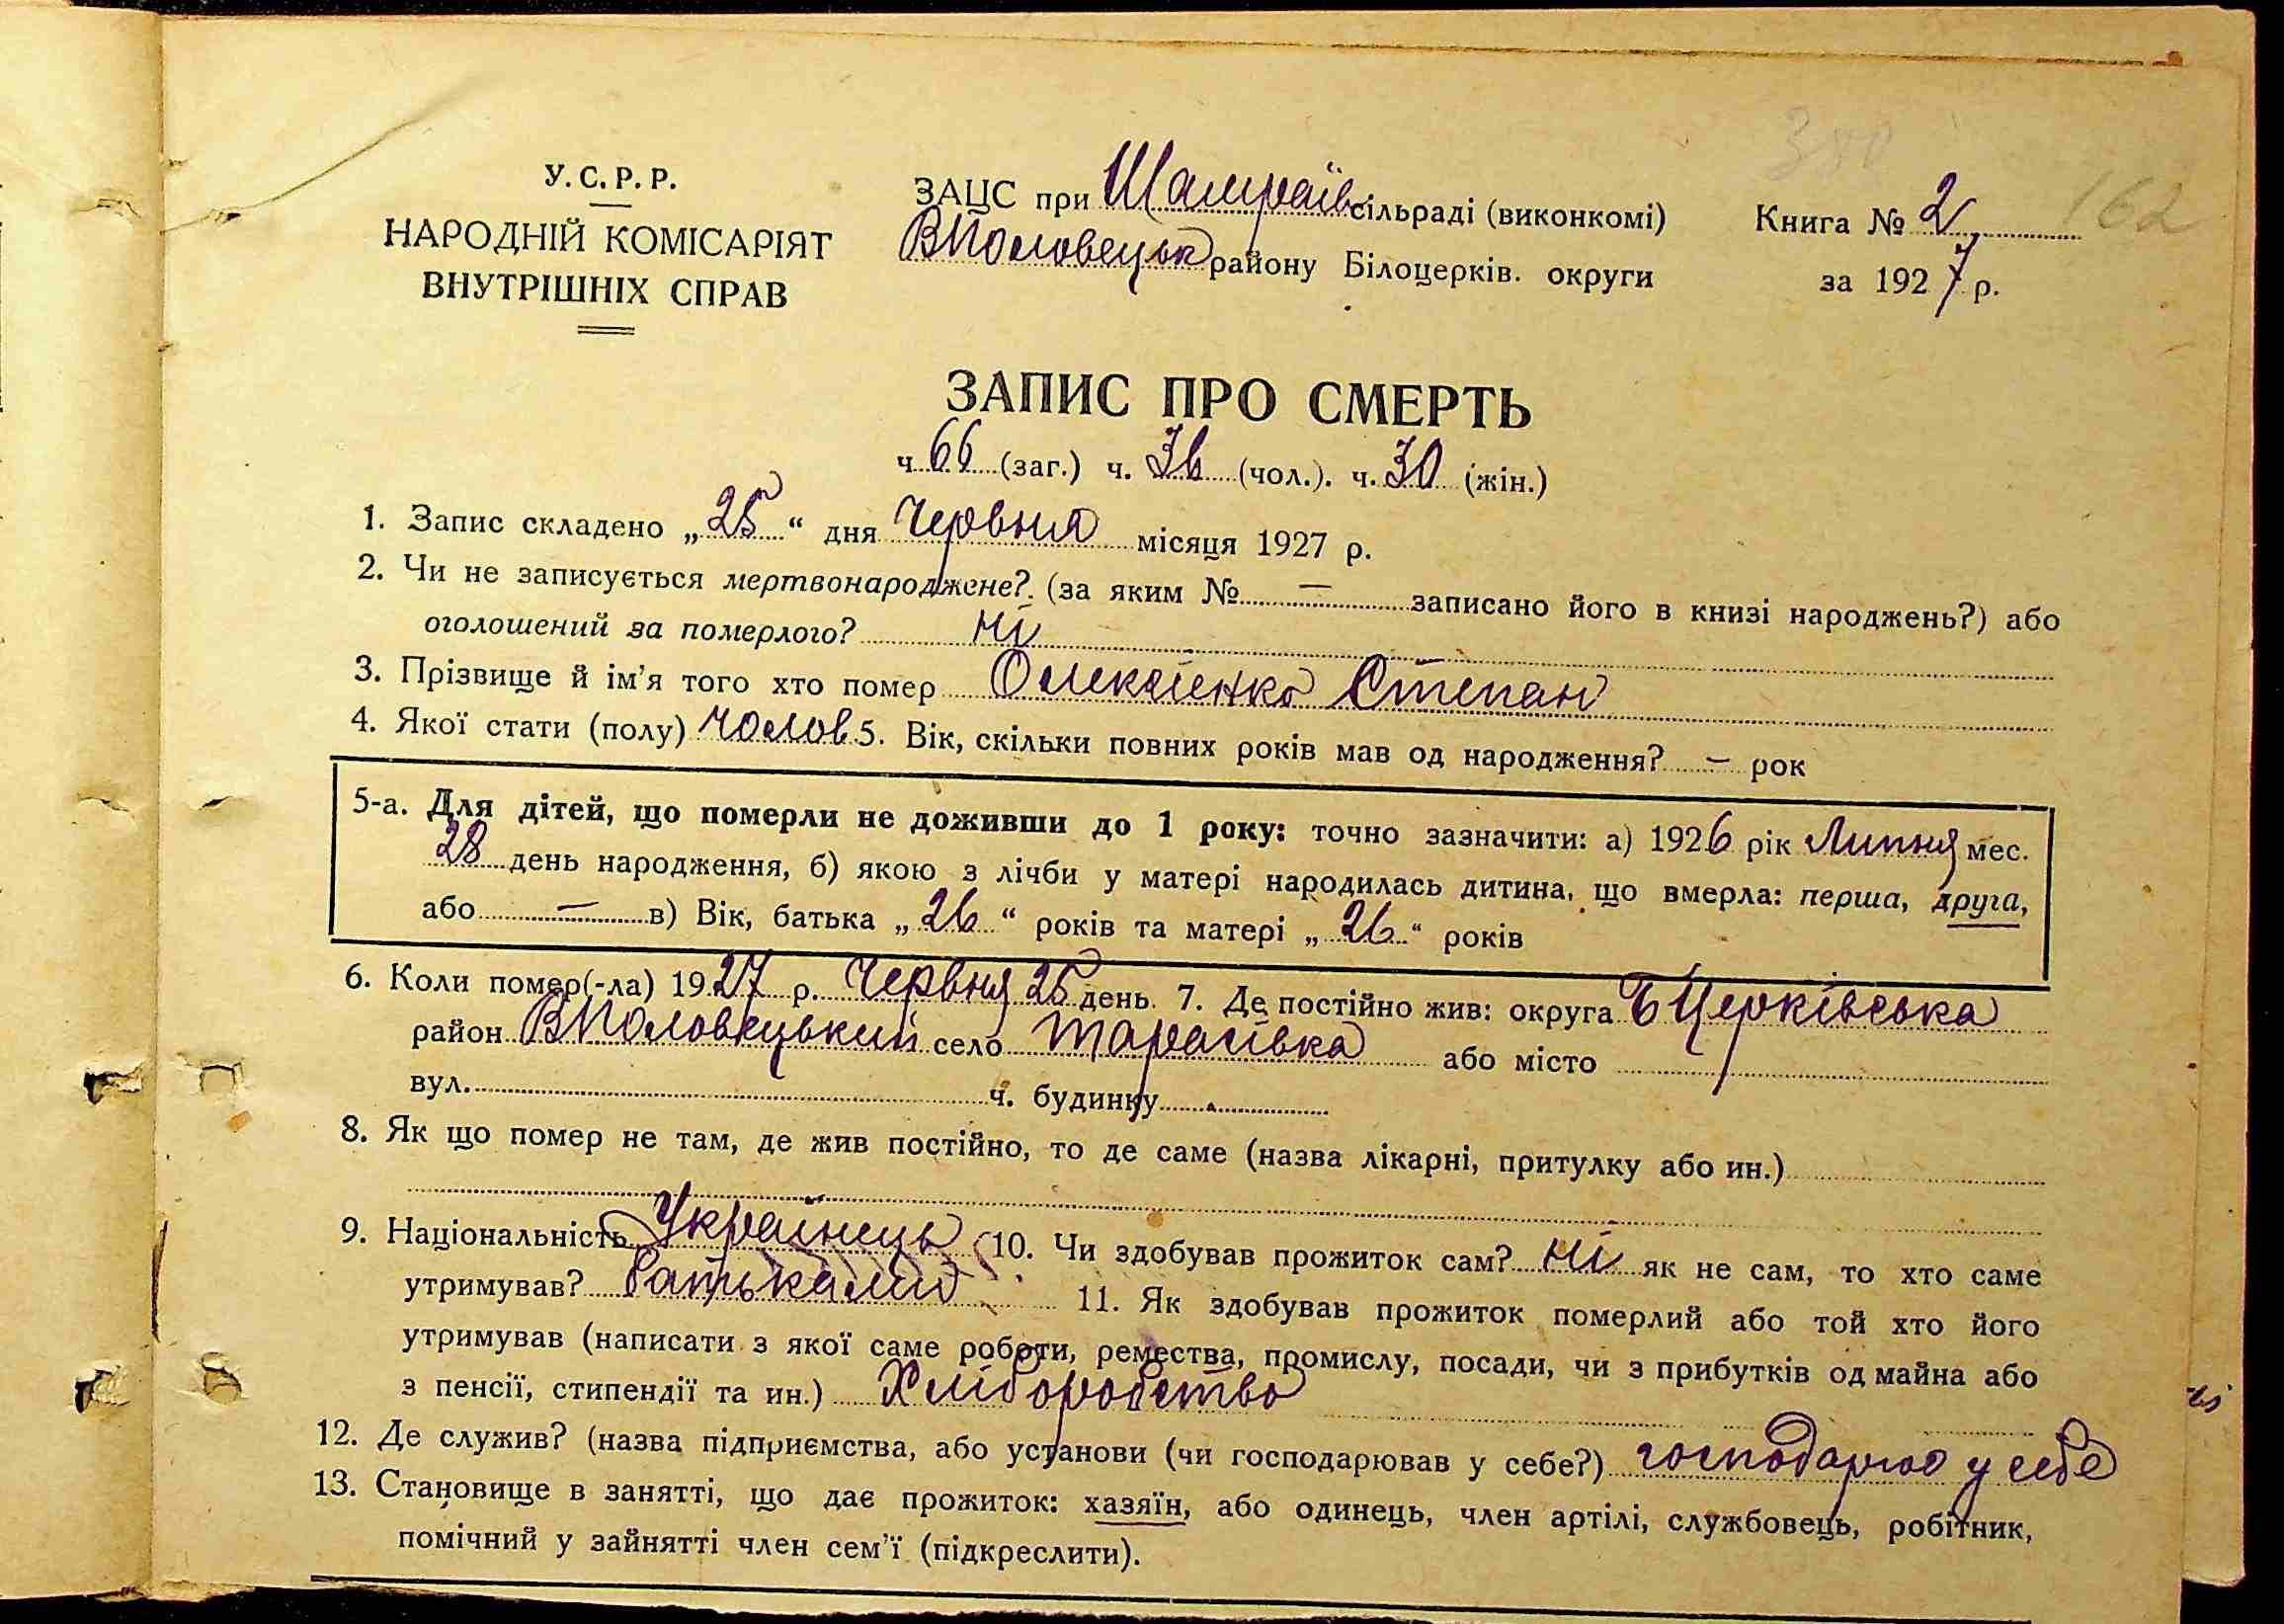 380
У.С.Р.Р.
НАРОДНІЙ КОМІСАРІЯТ
ВНУТРІШНІХ СПРАВ
ЗАЦС при Шамраївсільраді (виконкомі)
ВПоловецьк району Білоцерків. округи
Книга № 2 162
за 1927 р.
ЗАПИС ПРО СМЕРТЬ
ч 66 (заг.) ч. 36 (чол.). ч. 30 (жін.)
1. Запис складено „25“ дня Червня місяця 1927 р.
2. Чи не записується мертвонароджене? (за яким № — записано його в книзі народжень?) або
оголошений за померлого? ні
3. Прізвище й ім’я того хто помер Олексієнко Степан
4. Якої стати (полу) чолов 5. Вік, скільки повних років мав од народження? — рок
5-а. Для дітей, що померли не доживши до 1 року: точно зазначити: а) 1926 рік Липня мес.
28 день народження, б) якою з лічби у матері народилась дитина, що вмерла: перша, друга,
або — в) Вік, батька „26“ років та матері „26“ років
6. Коли помер(-ла) 1927 р. Червня 25 день 7. Де постійно жив: округа БЦерківська
район ВПоловецький село Тарасівка або місто
вул. ч. будинку
8. Як що помер не там, де жив постійно, то де саме (назва лікарні, притулку або ин.)
9. Національність Українець 10. Чи здобував прожиток сам? ні як не сам, то хто саме
утримував? Батьками 11. Як здобував прожиток померлий або той хто його
утримував (написати з якої саме роботи, ремества, промислу, посади, чи з прибутків од майна або
з пенсії, стипендії та ин.) Хліборобство
12. Де служив? (назва підприємства, або установи (чи господарював у себе?) господарює у себе
13. Становище в занятті, що дає прожиток: хазяїн, або одинець, член артілі, службовець, робітник,
помічний у зайнятті член сем’ї (підкреслити).